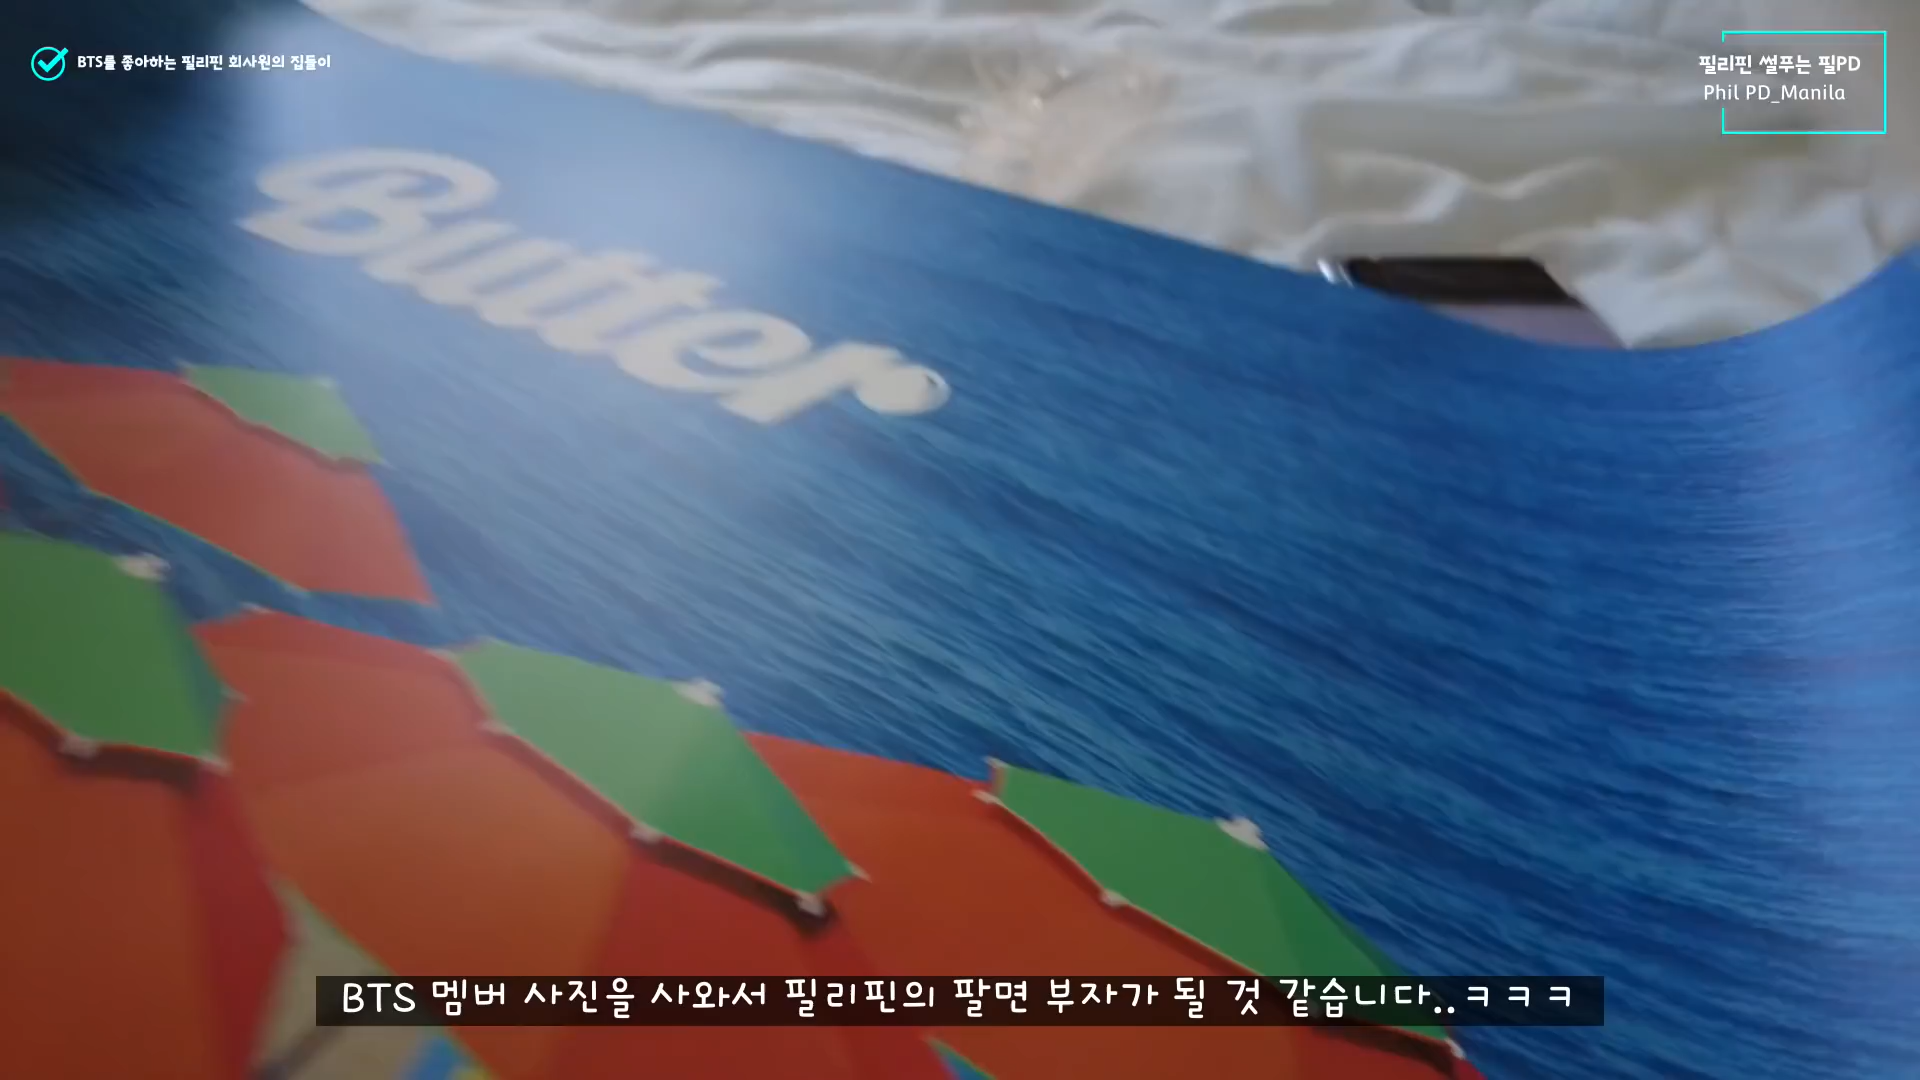 BTS를 좋아하는 필리핀 회사원의 집들이
필리핀 썰푸는 필PD
Phil PD_Manila
Butter
BTS 멤버 사진을 사와서 필리핀의 팔면 부자가 될 것 같습니다..ㅋㅋㅋ